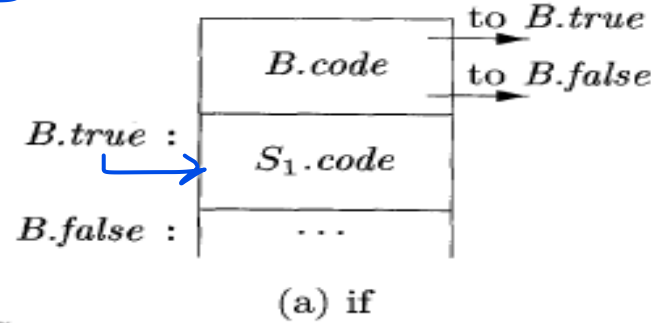 to B.true
B.code
to B.false
B.true :
S₁.code
B.false : ...
(a) if